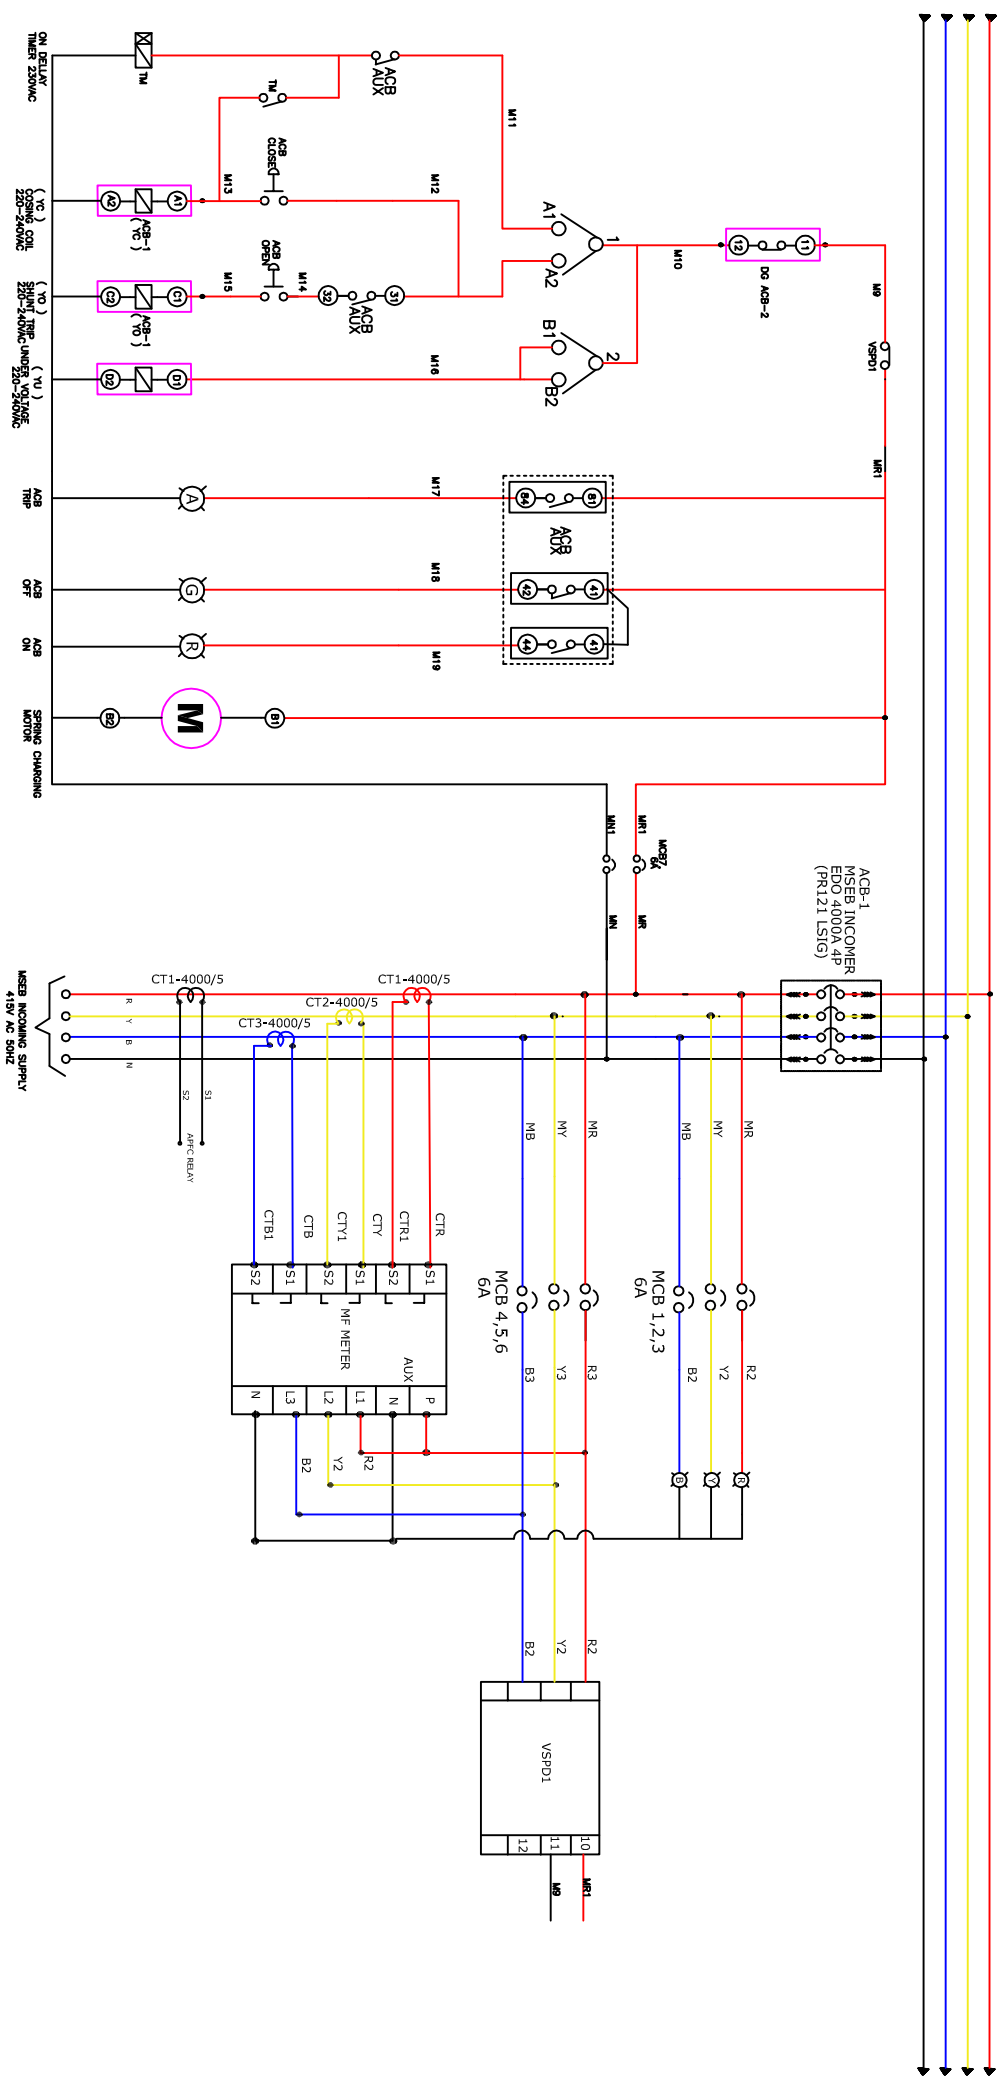 ON DELLAY
TIMER 230VAC
TM
TM
ACB
AUX
M11
( YC )
COSING COIL
220-240VAC
A2
A1
ACB-1
( YC )
M13
ACB
CLOSE
M12
A1
A2
1
M10
12
11
DG ACB-2
M9
VSPD1
MR1
( YO )
SHUNT TRIP
220-240VAC
C2
C1
ACB-1
( YO )
M15
ACB
OPEN
M14
32
31
ACB
AUX
B1
B2
2
( YU )
UNDER VOLTAGE
220-240VAC
D2
D1
M16
ACB
TRIP
A
M17
84
81
ACB
AUX
ACB
OFF
G
M18
42
41
ACB
ON
R
M19
44
41
SPRING CHARGING
MOTOR
B2
M
B1
MN1
MR1
MCB7
6A
MN
MR
ACB-1
MSEB INCOMER
EDO 4000A 4P
(PR121 LSIG)
MSEB INCOMING SUPPLY
415V AC 50HZ
R
Y
B
N
CT1-4000/5
CT1-4000/5
CT2-4000/5
CT3-4000/5
S2
S1
APFC RELAY
CTB1
CTB
CTY1
CTY
CTR1
CTR
MB
MY
MR
MB
MY
MR
S2
S1
S2
S1
S2
S1
MF METER
AUX
N
L3
L2
L1
N
P
MCB 4,5,6
6A
MCB 1,2,3
6A
B3
Y3
R3
B2
Y2
R2
B2
Y2
R2
B
Y
R
B2
Y2
R2
VSPD1
12
11
10
M9
MR1